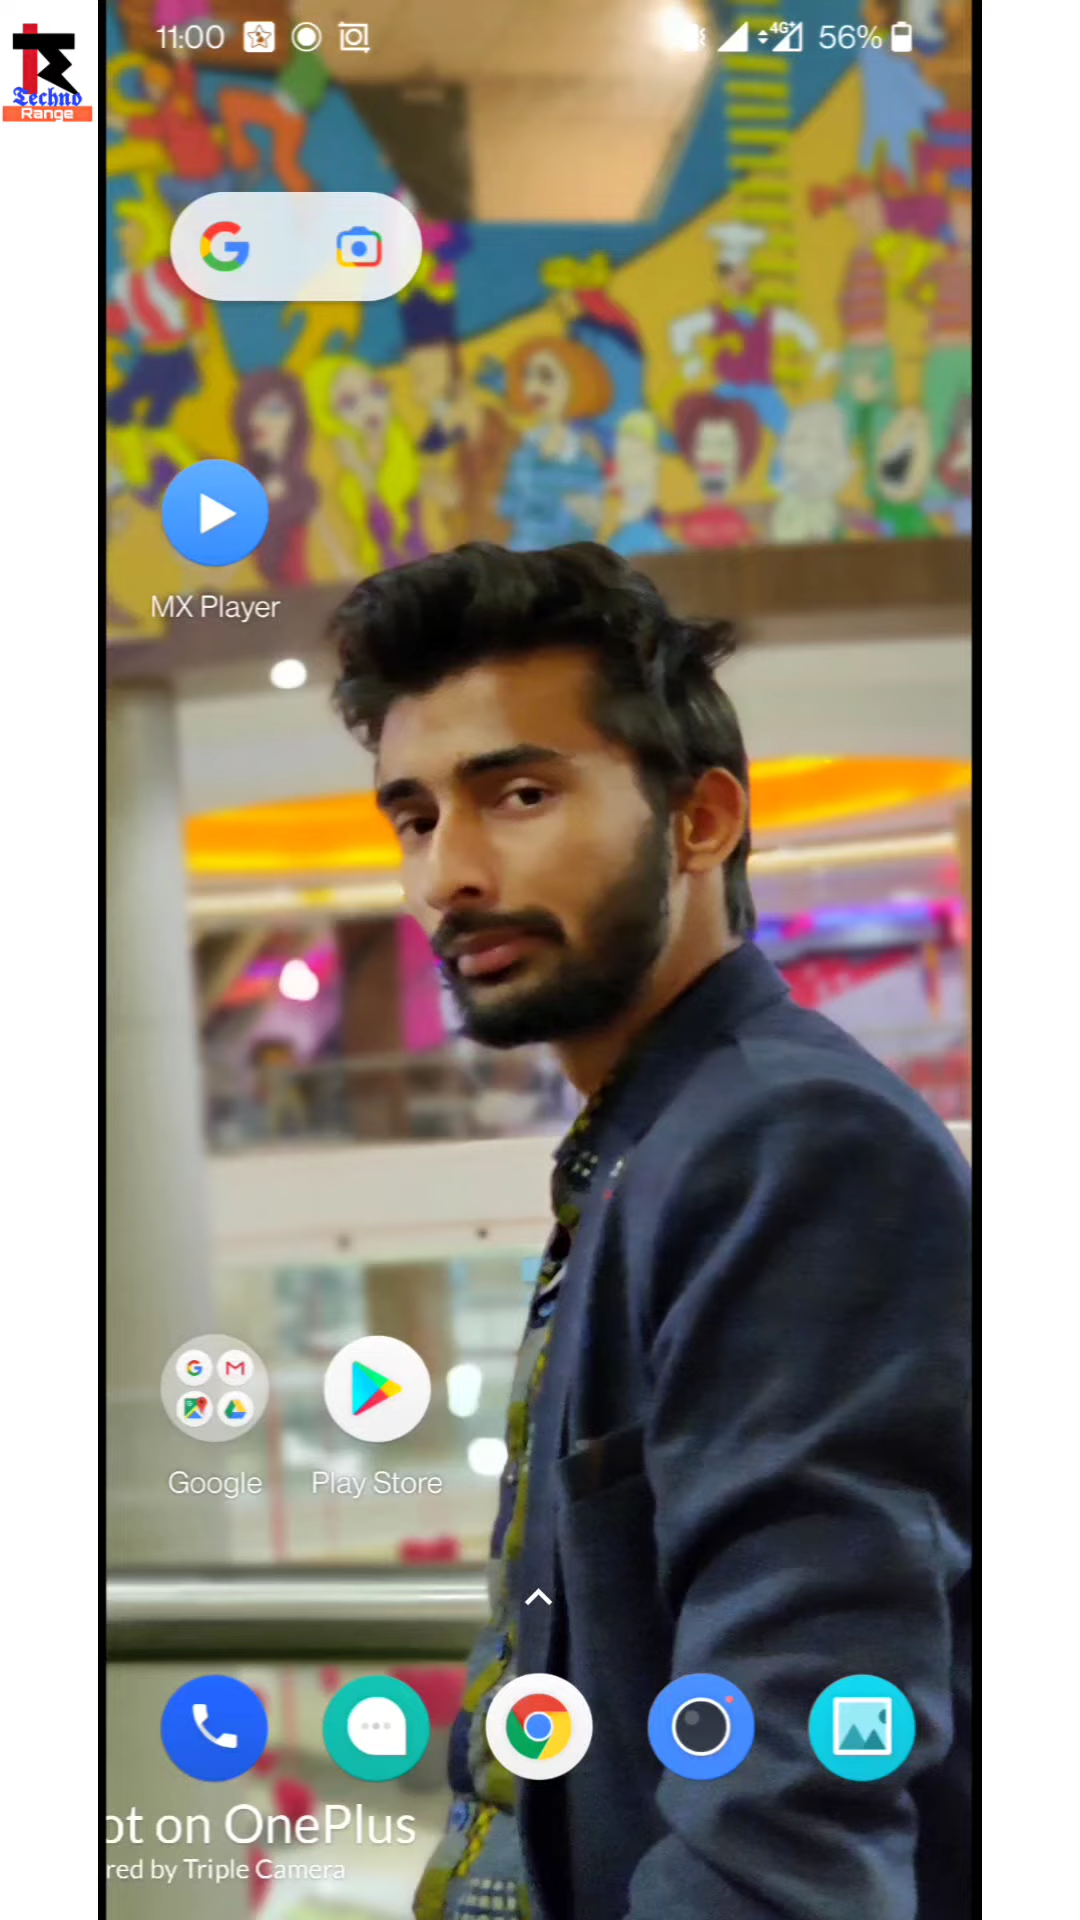 11:00
4G+
56%
Techno
Range
MX Player
Google
Play Store
ot on OnePlus
red by Triple Camera